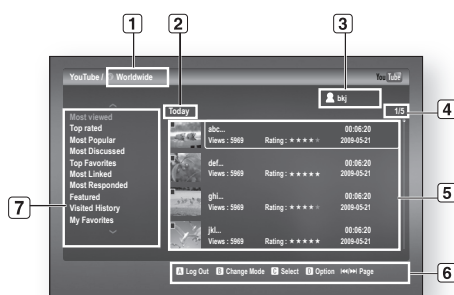 1
2
3
YouTube / Worldwide
You Tube
bkj
4
Today
1/5
Most viewed
Top rated
Most Popular
Most Discussed
Top Favorites
Most Linked
Most Responded
Featured
Visited History
My Favorites
abc...
00:06:20
Views : 5969
Rating : ★★★★★
2009-05-21
def...
00:06:20
Views : 5969
Rating : ★★★★★
2009-05-21
ghi...
00:06:20
Views : 5969
Rating : ★★★★★
2009-05-21
jkl...
00:06:20
Views : 5969
Rating : ★★★★★
2009-05-21
5
7
A Log Out B Change Mode C Select D Option ⏮/⏭ Page
6